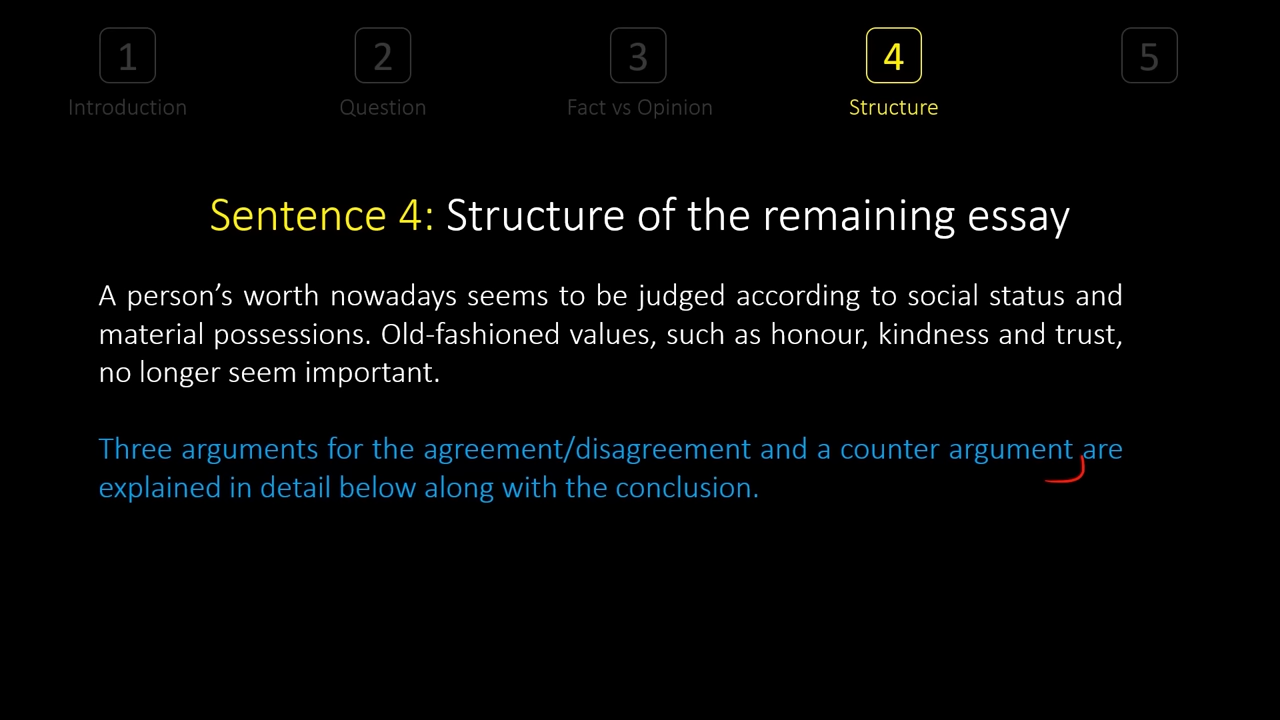 1 2 3 4 5
Introduction Question Fact vs Opinion Structure
Sentence 4: Structure of the remaining essay
A person’s worth nowadays seems to be judged according to social status and
material possessions. Old-fashioned values, such as honour, kindness and trust,
no longer seem important.
Three arguments for the agreement/disagreement and a counter argument are
explained in detail below along with the conclusion.